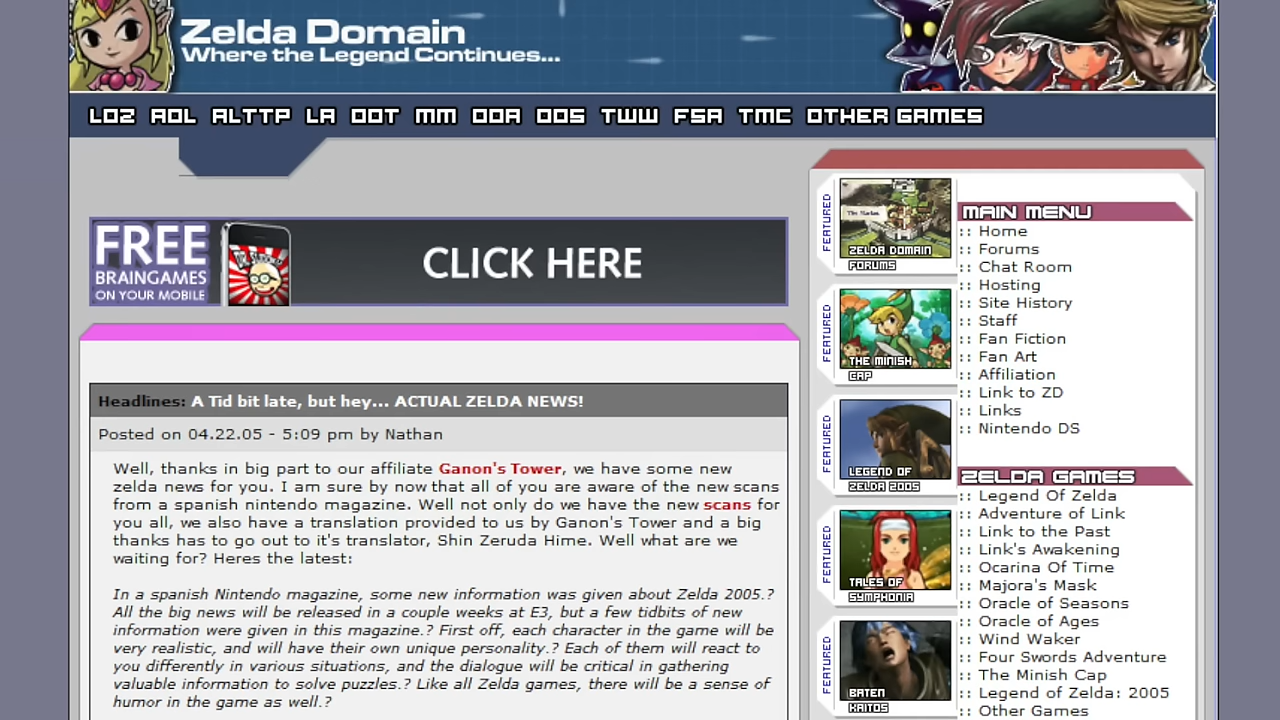 Zelda Domain
Where the Legend Continues...
LOZ AOL ALTTP LA OOT MM OOA OOS TWW FSA TMC OTHER GAMES
FREE
BRAINGAMES
ON YOUR MOBILE
CLICK HERE
Headlines: A Tid bit late, but hey... ACTUAL ZELDA NEWS!
Posted on 04.22.05 - 5:09 pm by Nathan
Well, thanks in big part to our affiliate Ganon's Tower, we have some new
zelda news for you. I am sure by now that all of you are aware of the new scans
from a spanish nintendo magazine. Well not only do we have the new scans for
you all, we also have a translation provided to us by Ganon's Tower and a big
thanks has to go out to it's translator, Shin Zeruda Hime. Well what are we
waiting for? Heres the latest:
In a spanish Nintendo magazine, some new information was given about Zelda 2005.?
All the big news will be released in a couple weeks at E3, but a few tidbits of new
information were given in this magazine.? First off, each character in the game will be
very realistic, and will have their own unique personality.? Each of them will react to
you differently in various situations, and the dialogue will be critical in gathering
valuable information to solve puzzles.? Like all Zelda games, there will be a sense of
humor in the game as well.?
FEATURED
ZELDA DOMAIN
FORUMS
FEATURED
THE MINISH
CAP
FEATURED
LEGEND OF
ZELDA 2005
FEATURED
TALES OF
SYMPHONIA
FEATURED
BATEN
KAITOS
MAIN MENU
:: Home
:: Forums
:: Chat Room
:: Hosting
:: Site History
:: Staff
:: Fan Fiction
:: Fan Art
:: Affiliation
:: Link to ZD
:: Links
:: Nintendo DS
ZELDA GAMES
:: Legend Of Zelda
:: Adventure of Link
:: Link to the Past
:: Link's Awakening
:: Ocarina Of Time
:: Majora's Mask
:: Oracle of Seasons
:: Oracle of Ages
:: Wind Waker
:: Four Swords Adventure
:: The Minish Cap
:: Legend of Zelda: 2005
:: Other Games